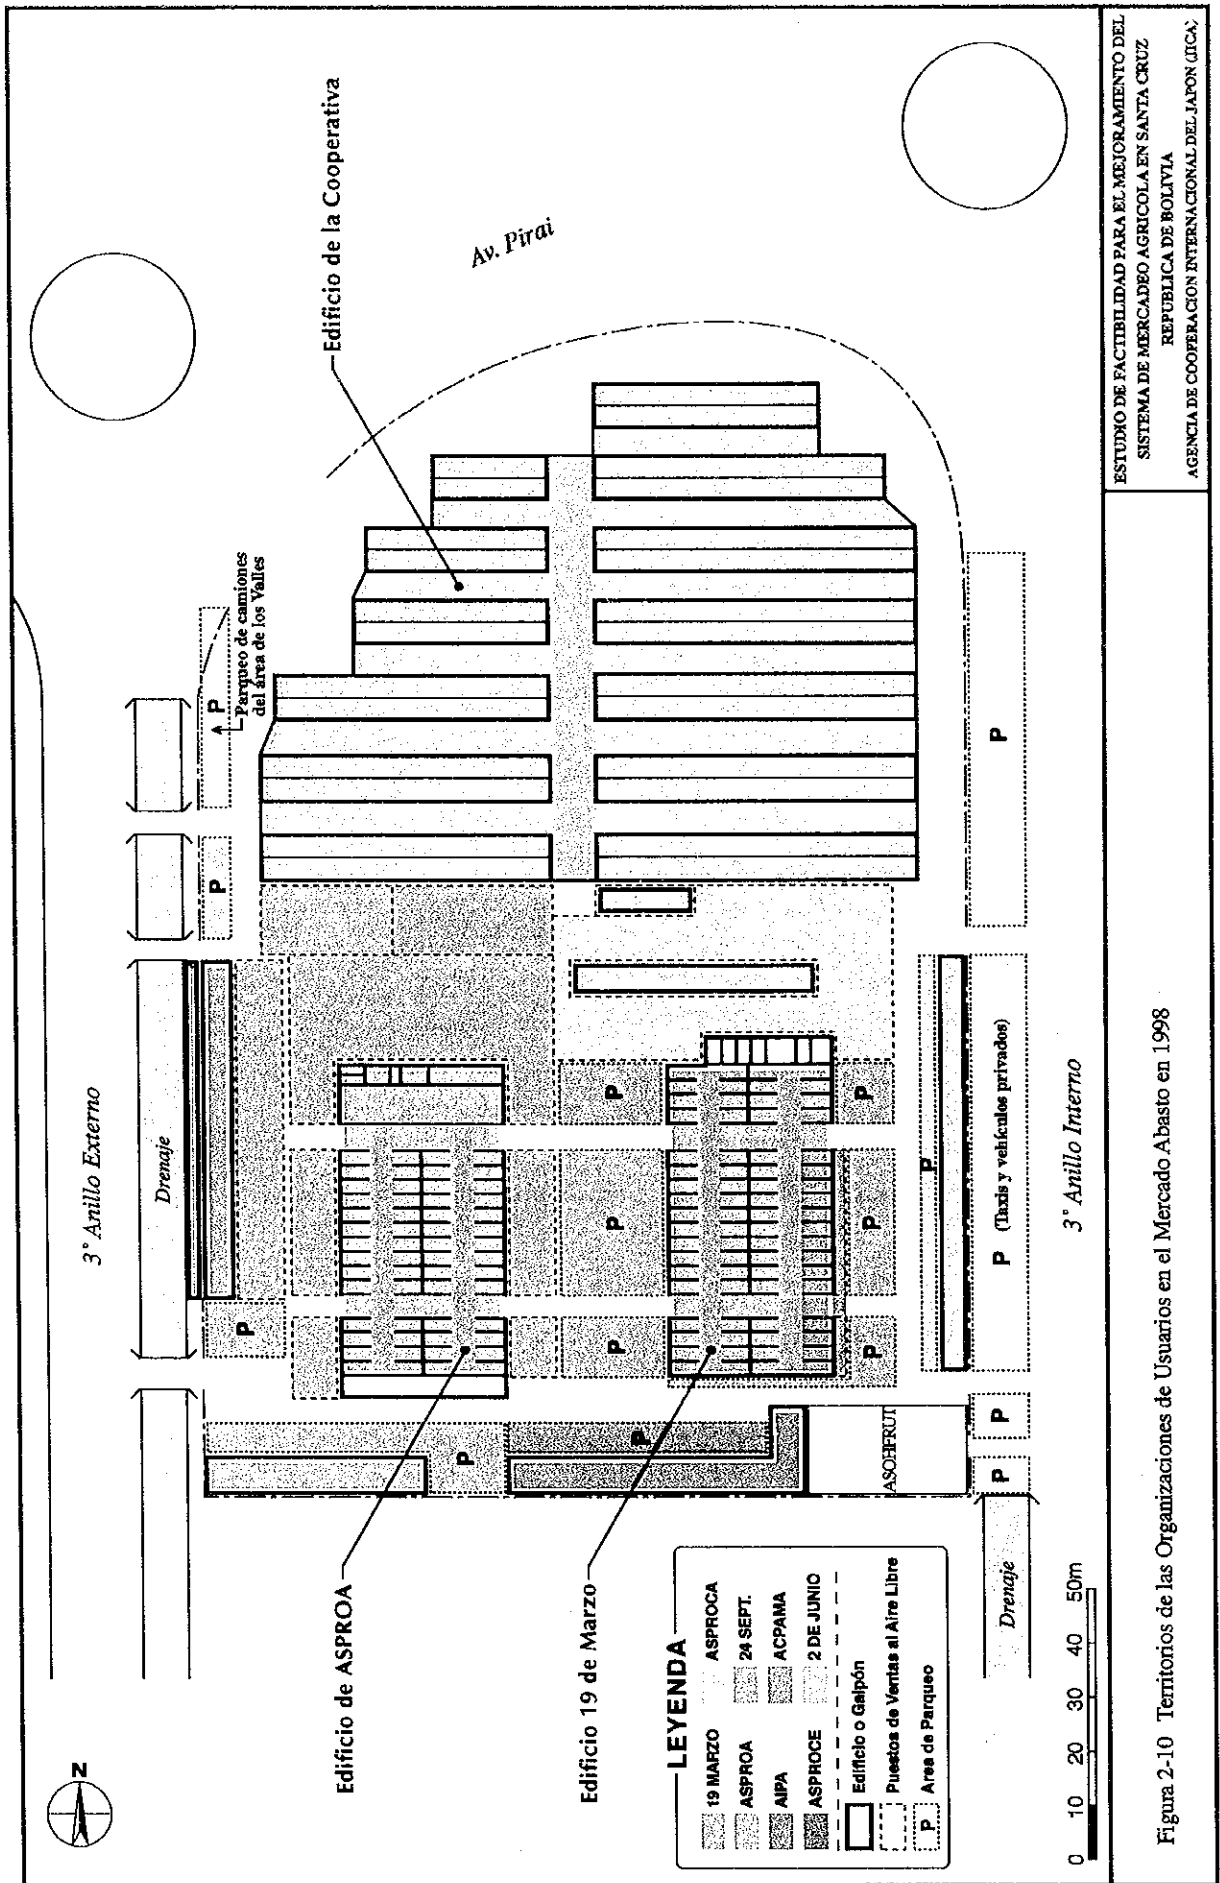 3° Anillo Externo
Drenaje
P
P
P
Parqueo de camiones
del área de los Valles
Edificio de la Cooperativa
Av. Pirai
Edificio de ASPROA
Edificio 19 de Marzo
P
P
P
P
P
P
P
P
P
ASOHFRUT
P
P (Taxis y vehículos privados)
P
P
P
3° Anillo Interno
Drenaje
N
LEYENDA
19 MARZO
ASPROCA
ASPROA
24 SEPT.
AIPA
ACPAMA
ASPROCE
2 DE JUNIO
Edificio o Galpón
Puestos de Ventas al Aire Libre
P Area de Parqueo
0 10 20 30 40 50m
Figura 2-10 Territorios de las Organizaciones de Usuarios en el Mercado Abasto en 1998
ESTUDIO DE FACTIBILIDAD PARA EL MEJORAMIENTO DEL
SISTEMA DE MERCADEO AGRICOLA EN SANTA CRUZ
REPUBLICA DE BOLIVIA
AGENCIA DE COOPERACION INTERNACIONAL DEL JAPON (JICA)